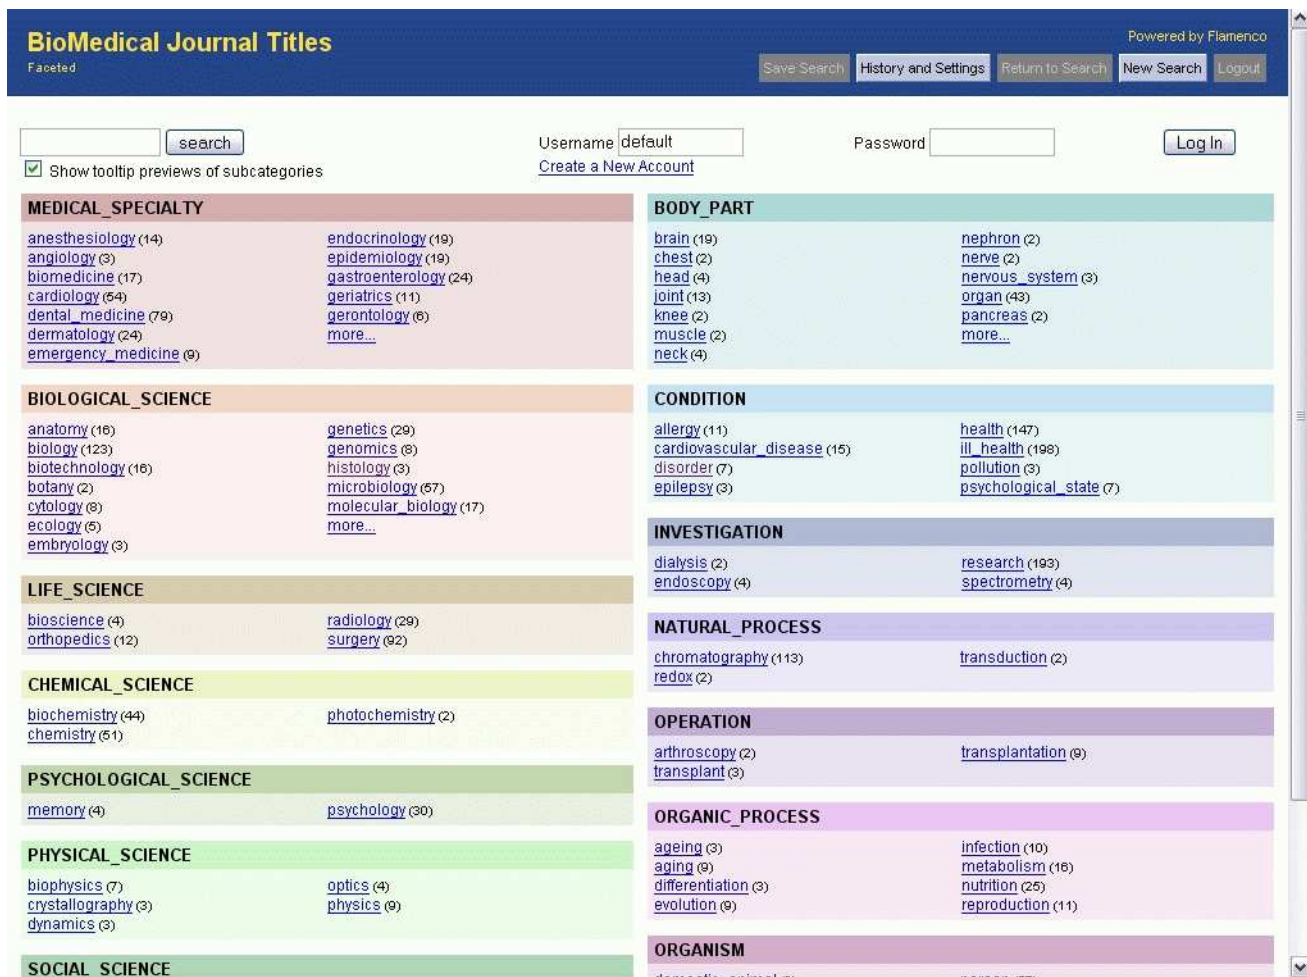 BioMedical Journal Titles
Faceted
Powered by Flamenco
Save Search History and Settings Return to Search New Search Logout
search
Username default
Password
Log In
Show tooltip previews of subcategories
Create a New Account
MEDICAL_SPECIALTY
anesthesiology (14)
angiology (3)
biomedicine (17)
cardiology (54)
dental_medicine (79)
dermatology (24)
emergency_medicine (9)
endocrinology (19)
epidemiology (19)
gastroenterology (24)
geriatrics (11)
gerontology (6)
more...
BIOLOGICAL_SCIENCE
anatomy (16)
biology (123)
biotechnology (16)
botany (2)
cytology (8)
ecology (5)
embryology (3)
genetics (29)
genomics (8)
histology (3)
microbiology (57)
molecular_biology (17)
more...
LIFE_SCIENCE
bioscience (4)
orthopedics (12)
radiology (29)
surgery (92)
CHEMICAL_SCIENCE
biochemistry (44)
chemistry (51)
photochemistry (2)
PSYCHOLOGICAL_SCIENCE
memory (4)
psychology (30)
PHYSICAL_SCIENCE
biophysics (7)
crystallography (3)
dynamics (3)
optics (4)
physics (9)
SOCIAL_SCIENCE
BODY_PART
brain (19)
chest (2)
head (4)
joint (13)
knee (2)
muscle (2)
neck (4)
nephron (2)
nerve (2)
nervous_system (3)
organ (43)
pancreas (2)
more...
CONDITION
allergy (11)
cardiovascular_disease (15)
disorder (7)
epilepsy (3)
health (147)
ill_health (198)
pollution (3)
psychological_state (7)
INVESTIGATION
dialysis (2)
endoscopy (4)
research (193)
spectrometry (4)
NATURAL_PROCESS
chromatography (113)
redox (2)
transduction (2)
OPERATION
arthroscopy (2)
transplant (3)
transplantation (9)
ORGANIC_PROCESS
ageing (3)
aging (9)
differentiation (3)
evolution (9)
infection (10)
metabolism (16)
nutrition (25)
reproduction (11)
ORGANISM